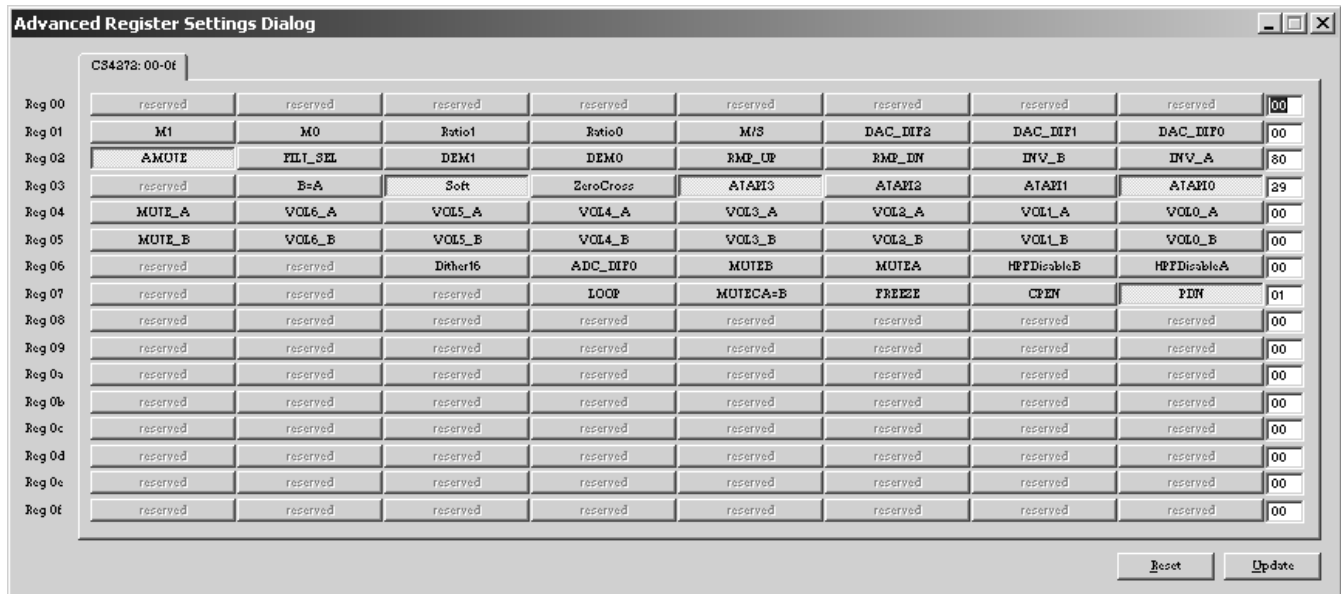 Advanced Register Settings Dialog
CS4272: 00-0f
Reg 00 reserved reserved reserved reserved reserved reserved reserved reserved 00
Reg 01 M1 M0 Ratio1 Ratio0 M/S DAC_DIF2 DAC_DIF1 DAC_DIF0 00
Reg 02 AMUTE FILT_SEL DEM1 DEM0 RMP_UP RMP_DN INV_B INV_A 80
Reg 03 reserved B=A Soft ZeroCross ATAPI3 ATAPI2 ATAPI1 ATAPI0 29
Reg 04 MUTE_A VOL6_A VOL5_A VOL4_A VOL3_A VOL2_A VOL1_A VOL0_A 00
Reg 05 MUTE_B VOL6_B VOL5_B VOL4_B VOL3_B VOL2_B VOL1_B VOL0_B 00
Reg 06 reserved reserved Dither16 ADC_DIF0 MUTEB MUTEA HPFDisableB HPFDisableA 00
Reg 07 reserved reserved reserved LOOP MUTECA=B FREEZE CPEN PDN 01
Reg 08 reserved reserved reserved reserved reserved reserved reserved reserved 00
Reg 09 reserved reserved reserved reserved reserved reserved reserved reserved 00
Reg 0a reserved reserved reserved reserved reserved reserved reserved reserved 00
Reg 0b reserved reserved reserved reserved reserved reserved reserved reserved 00
Reg 0c reserved reserved reserved reserved reserved reserved reserved reserved 00
Reg 0d reserved reserved reserved reserved reserved reserved reserved reserved 00
Reg 0e reserved reserved reserved reserved reserved reserved reserved reserved 00
Reg 0f reserved reserved reserved reserved reserved reserved reserved reserved 00
Reset Update